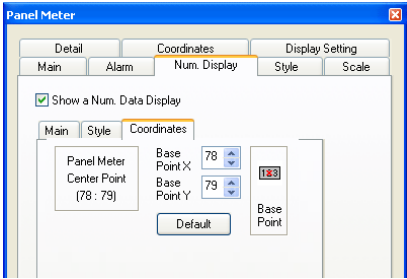 Panel Meter
Detail Coordinates Display Setting
Main Alarm Num. Display Style Scale
Show a Num. Data Display
Main Style Coordinates
Panel Meter
Center Point
(78 : 79)
Base
Point X 78
Base
Point Y 79
Default
183
Base
Point